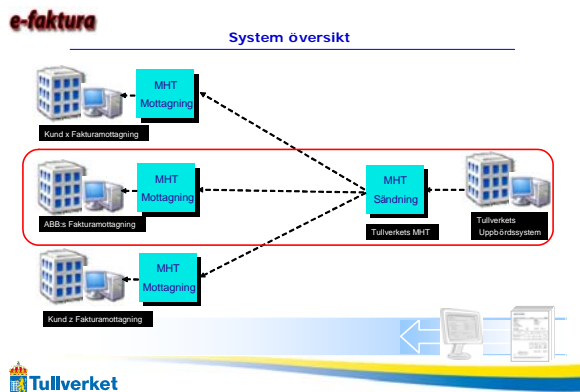 e-faktura
System översikt
MHT
Mottagning
Kund x Fakturamottagning
MHT
Mottagning
ABB:s Fakturamottagning
MHT
Sändning
Tullverkets MHT
Tullverkets
Uppbördssystem
MHT
Mottagning
Kund z Fakturamottagning
Tullverket